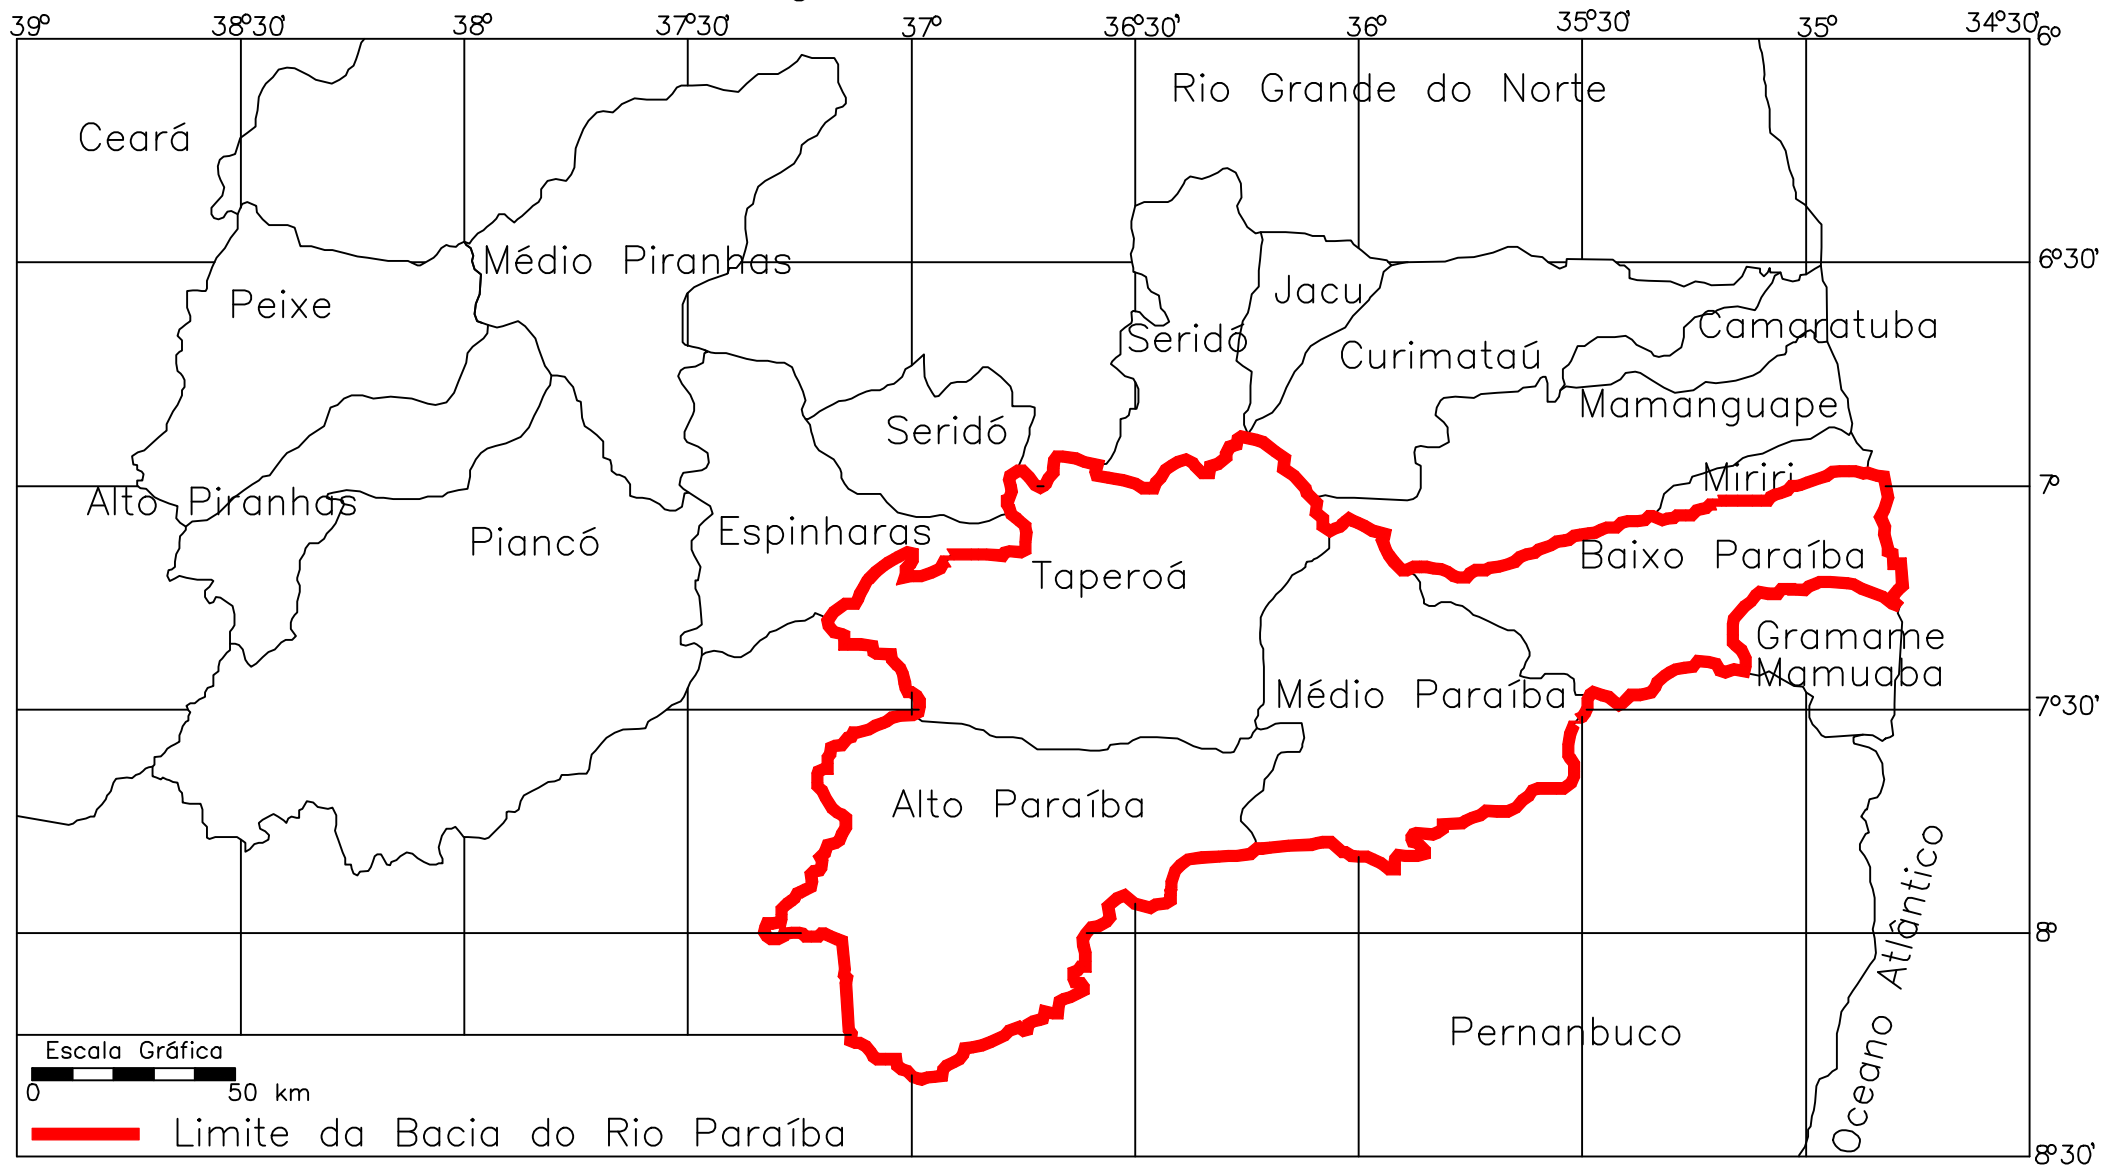 39° 38°30' 38° 37°30' 37° 36°30' 36° 35°30' 35° 34°30'
6°
Rio Grande do Norte
Ceará
6°30'
Médio Piranhas
Jacu
Peixe
Camaratuba
Seridó
Curimataú
Mamanguape
Seridó
Miriri
7°
Alto Piranhas
Espinharas
Piancó
Baixo Paraíba
Taperoá
Gramame
Mamuaba
Médio Paraíba
7°30'
Alto Paraíba
Oceano Atlântico
8°
Pernanbuco
Escala Gráfica
0 50 km
Limite da Bacia do Rio Paraíba
8°30'